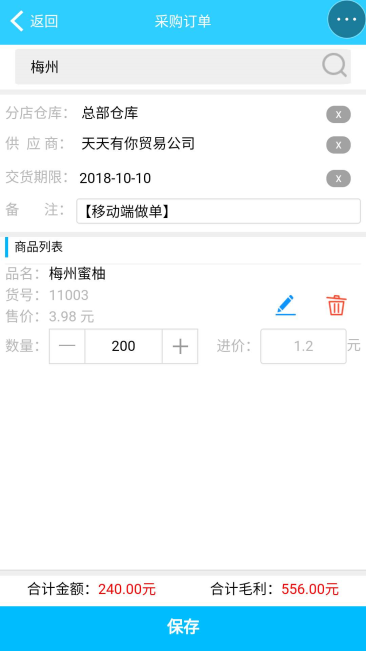 返回 采购订单
梅州
分店仓库： 总部仓库 x
供 应 商： 天天有你贸易公司 x
交货期限： 2018-10-10 x
备 注： 【移动端做单】
商品列表
品名： 梅州蜜柚
货号： 11003
售价： 3.98 元
数量： — 200 + 进价： 1.2 元
合计金额： 240.00元 合计毛利： 556.00元
保存